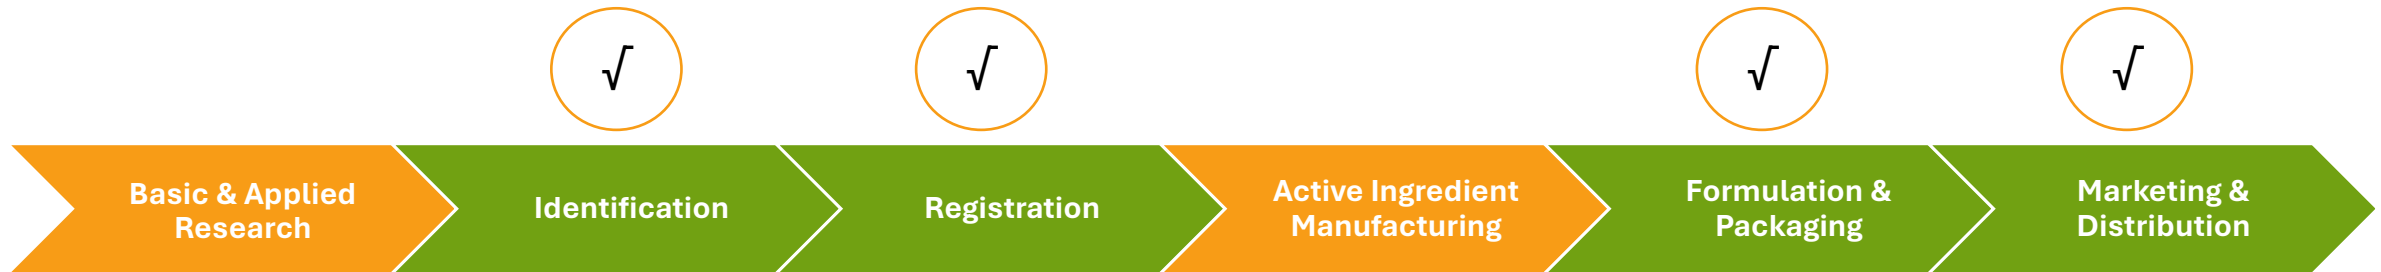 √
√
√
√
Basic & Applied
Research
Identification
Registration
Active Ingredient
Manufacturing
Formulation &
Packaging
Marketing &
Distribution